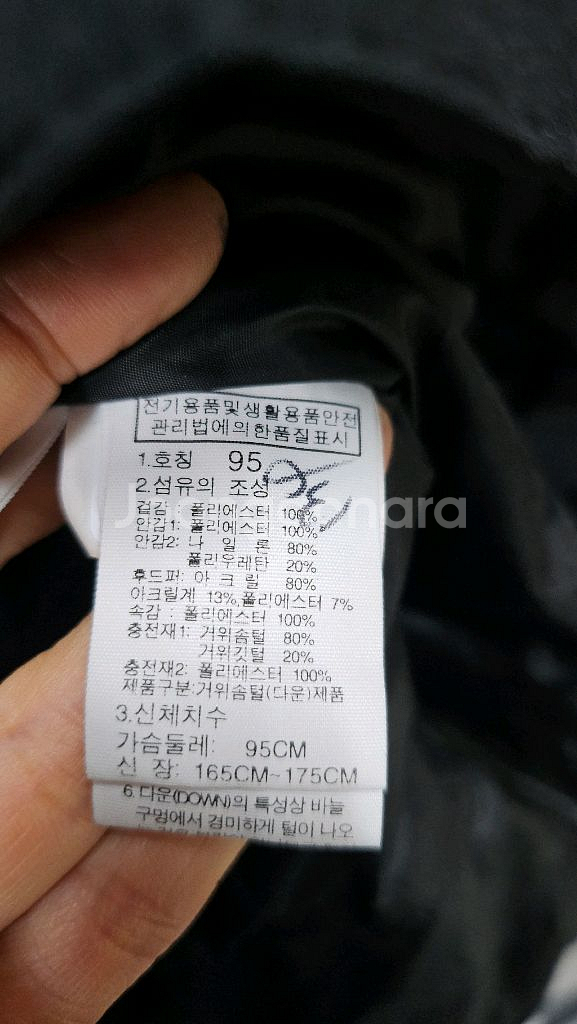 전기용품및생활용품안전
관리법에의한품질표시
1.호칭 95
2.섬유의 조성
겉감 : 폴리에스터 100%
안감1: 폴리에스터 100%
안감2: 나 일 론 80%
폴리우레탄 20%
후드퍼: 아 크 릴 80%
아크릴계 13%,폴리에스터 7%
속감 : 폴리에스터 100%
충전재1: 거위솜털 80%
거위깃털 20%
충전재2: 폴리에스터 100%
제품구분:거위솜털(다운)제품
3.신체치수
가슴둘레: 95CM
신 장: 165CM~175CM
6.다운(DOWN)의 특성상 바늘
구멍에서 경미하게 털이 나오